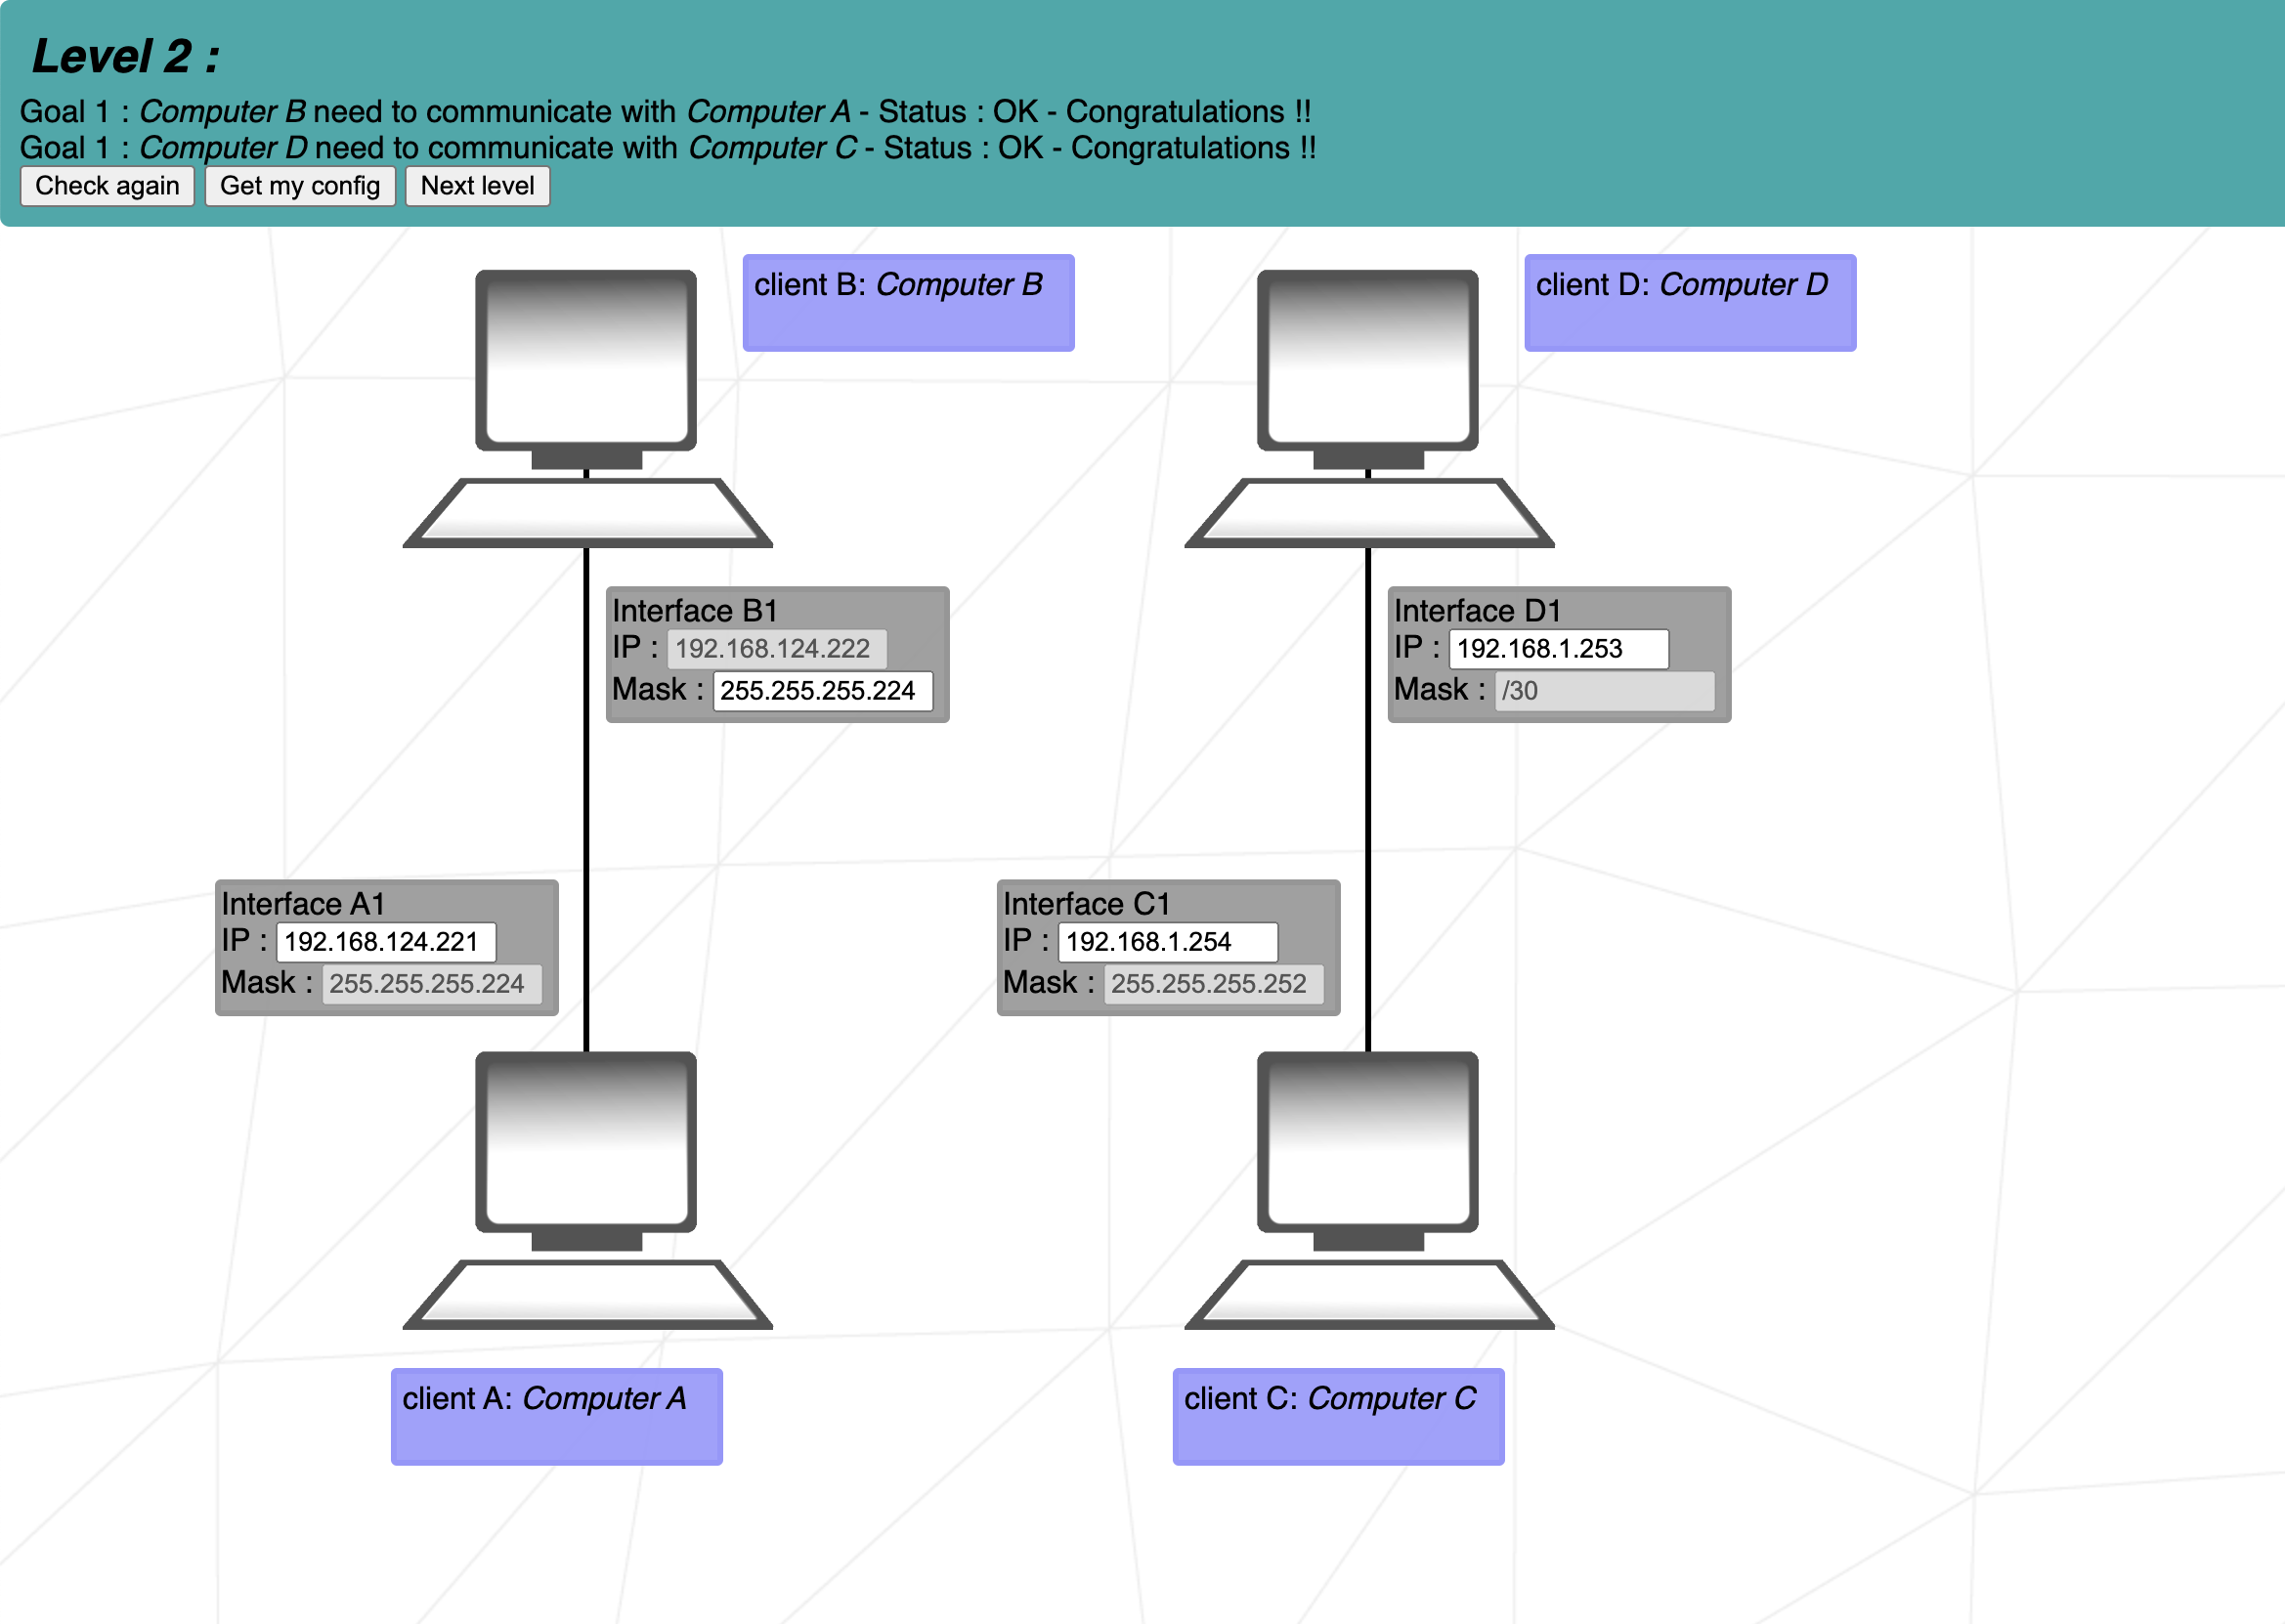 Level 2 :
Goal 1 : Computer B need to communicate with Computer A - Status : OK - Congratulations !!
Goal 1 : Computer D need to communicate with Computer C - Status : OK - Congratulations !!
Check again Get my config Next level
client B: Computer B
client D: Computer D
Interface B1
IP : 192.168.124.222
Mask : 255.255.255.224
Interface D1
IP : 192.168.1.253
Mask : /30
Interface A1
IP : 192.168.124.221
Mask : 255.255.255.224
Interface C1
IP : 192.168.1.254
Mask : 255.255.255.252
client A: Computer A
client C: Computer C